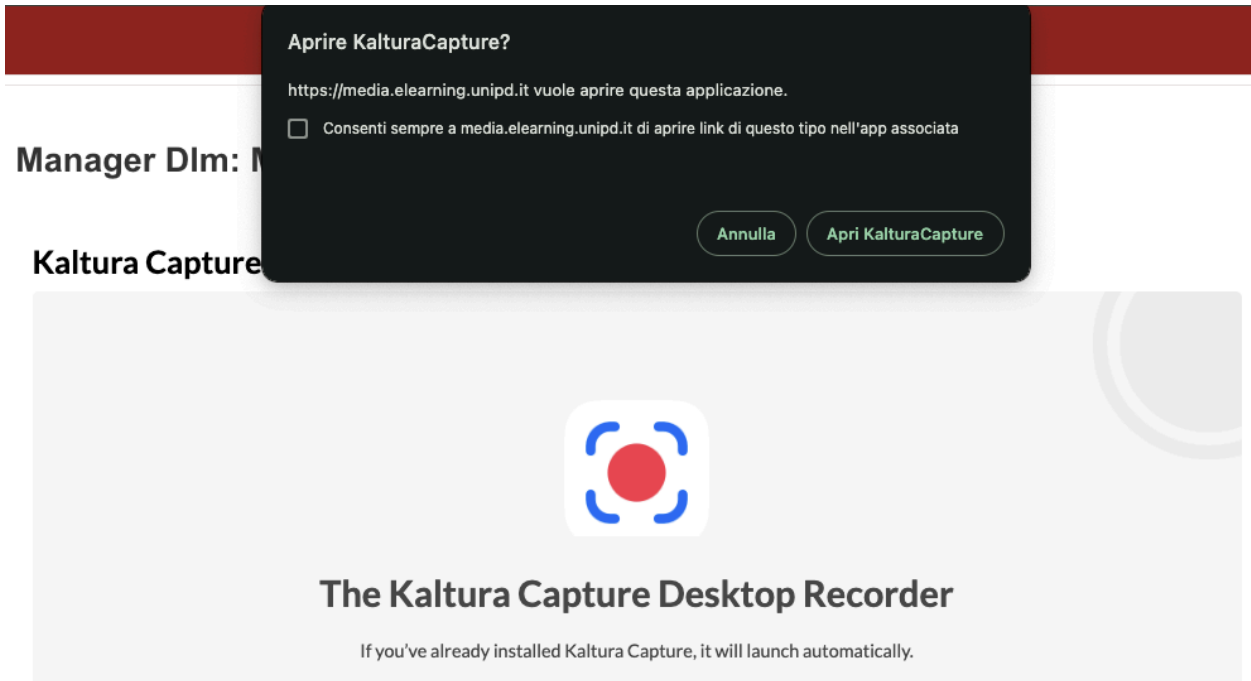 Aprire KalturaCapture?
https://media.elearning.unipd.it vuole aprire questa applicazione.
Consenti sempre a media.elearning.unipd.it di aprire link di questo tipo nell'app associata
Manager Dlm:
Annulla
Apri KalturaCapture
Kaltura Capture
The Kaltura Capture Desktop Recorder
If you've already installed Kaltura Capture, it will launch automatically.